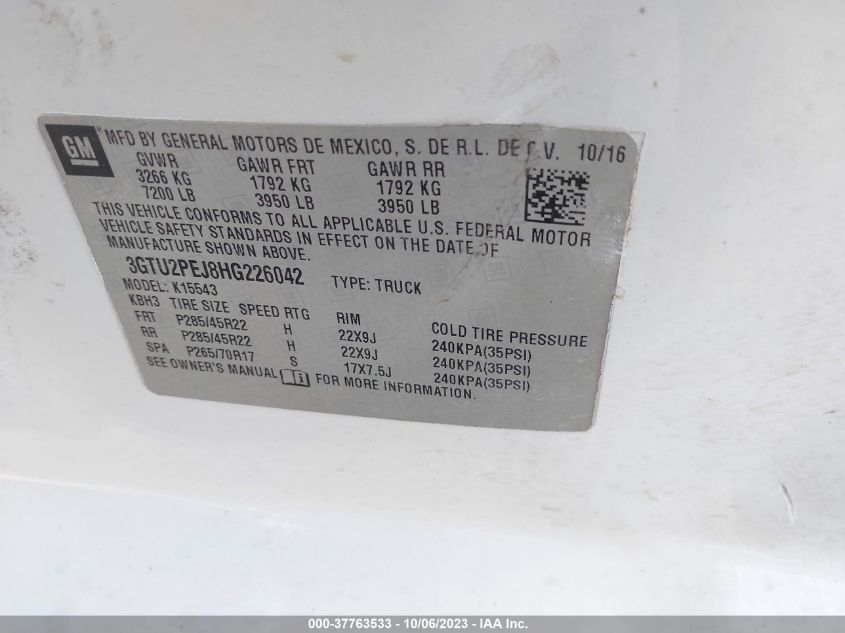 GM MFD BY GENERAL MOTORS DE MEXICO, S. DE R.L. DE C.V. 10/16
GVWR GAWR FRT GAWR RR
3266 KG 1792 KG 1792 KG
7200 LB 3950 LB 3950 LB
THIS VEHICLE CONFORMS TO ALL APPLICABLE U.S. FEDERAL MOTOR
VEHICLE SAFETY STANDARDS IN EFFECT ON THE DATE OF
MANUFACTURE SHOWN ABOVE.
3GTU2PEJ8HG226042 TYPE: TRUCK
MODEL: K15543
KBH3 TIRE SIZE SPEED RTG RIM COLD TIRE PRESSURE
FRT P285/45R22 H 22X9J 240KPA(35PSI)
RR P285/45R22 H 22X9J 240KPA(35PSI)
SPA P265/70R17 S 17X7.5J 240KPA(35PSI)
SEE OWNER'S MANUAL FOR MORE INFORMATION.
000-37763533 - 10/06/2023 - IAA Inc.